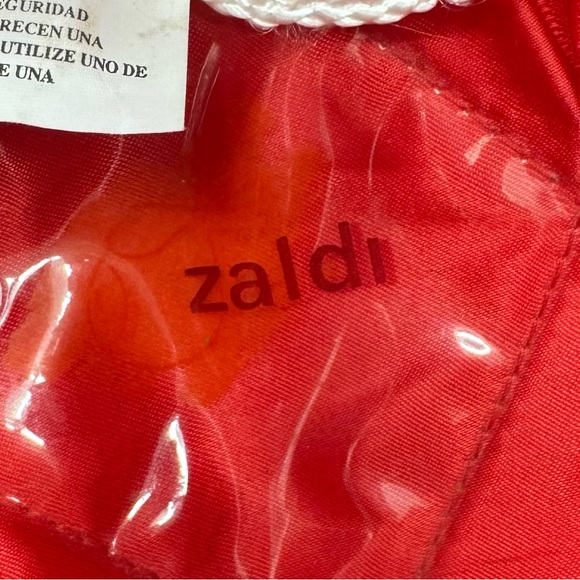 EGURIDAD
RECEN UNA
UTILIZE UNO DE
E UNA
zaldi